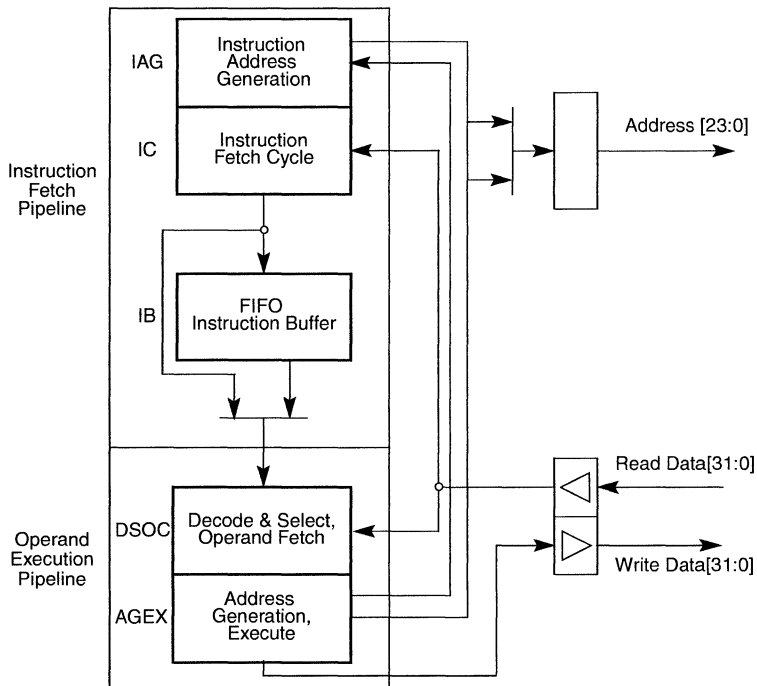 IAG
Instruction
Address
Generation
IC
Instruction
Fetch Cycle
Address [23:0]
Instruction
Fetch
Pipeline
IB
FIFO
Instruction Buffer
Read Data[31:0]
DSOC
Decode & Select,
Operand Fetch
Operand
Execution
Pipeline
Write Data[31:0]
AGEX
Address
Generation,
Execute